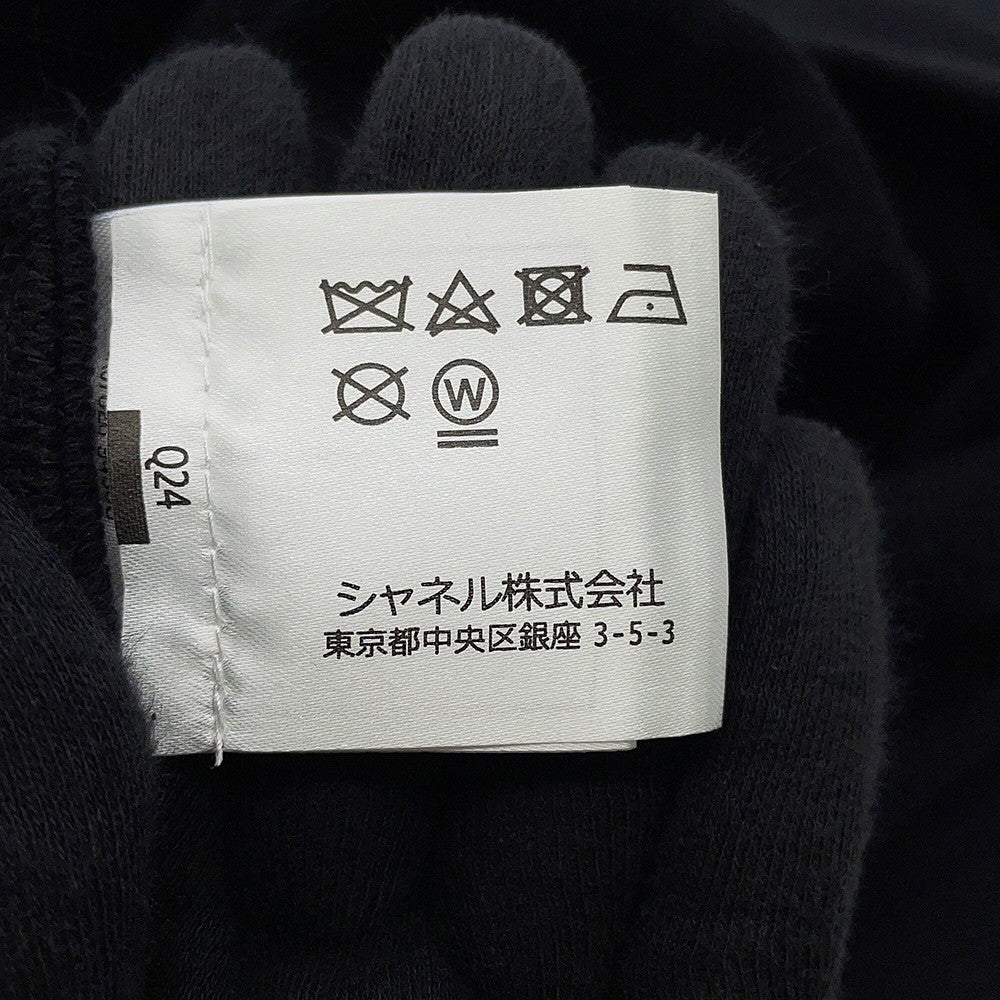 W
シャネル株式会社
東京都中央区銀座 3-5-3
Q24